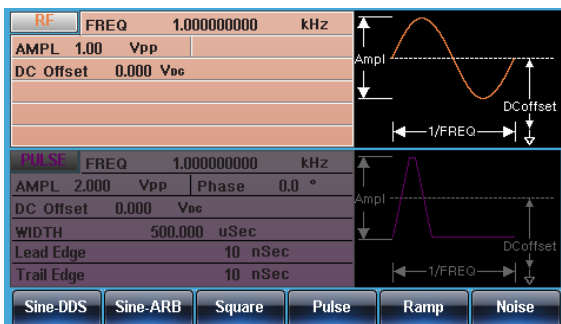 RF FREQ 1.000000000 kHz
AMPL 1.00 Vpp
DC Offset 0.000 VDC
Ampl
DCoffset
1/FREQ
PULSE FREQ 1.000000000 kHz
AMPL 2.000 Vpp Phase 0.0 °
DC Offset 0.000 VDC
WIDTH 500.000 uSec
Lead Edge 10 nSec
Trail Edge 10 nSec
Ampl
DCoffset
1/FREQ
Sine-DDS Sine-ARB Square Pulse Ramp Noise